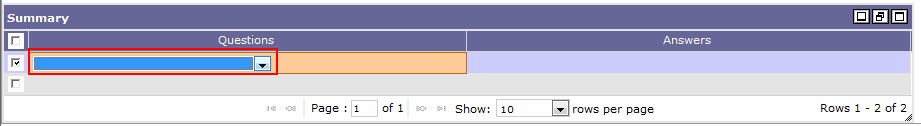 Summary
Questions Answers
Page : 1 of 1 Show: 10 rows per page Rows 1 - 2 of 2